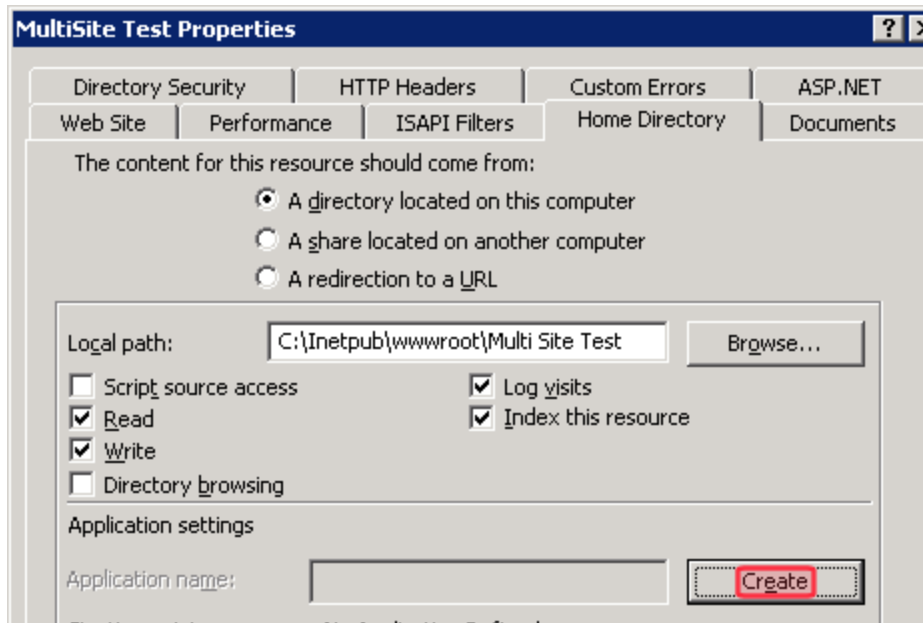 MultiSite Test Properties
Directory Security HTTP Headers Custom Errors ASP.NET
Web Site Performance ISAPI Filters Home Directory Documents
The content for this resource should come from:
A directory located on this computer
A share located on another computer
A redirection to a URL
Local path: C:\Inetpub\wwwroot\Multi Site Test Browse...
Script source access Log visits
Read Index this resource
Write
Directory browsing
Application settings
Application name: Create